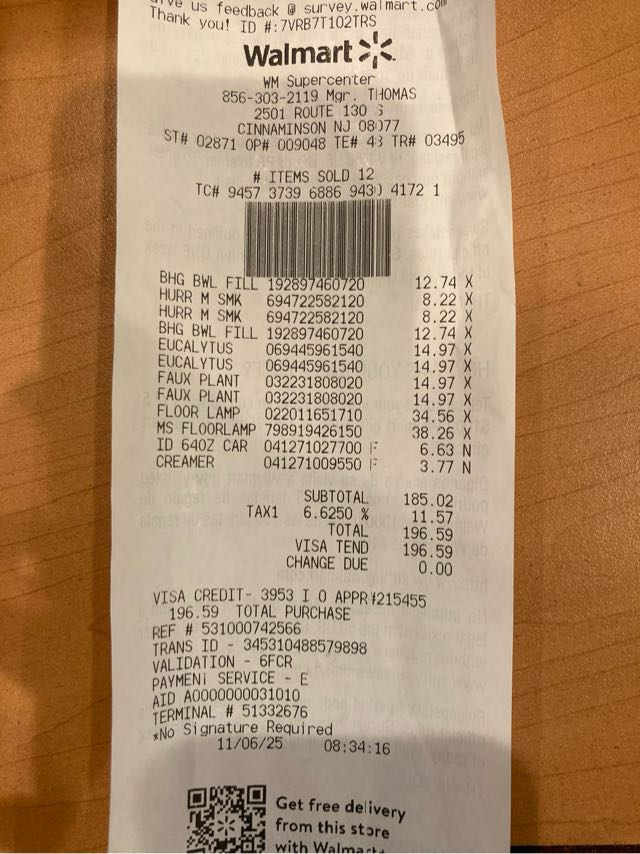 Give us feedback @ survey.walmart.com
Thank you! ID #:7VRB7T102TRS
Walmart
WM Supercenter
856-303-2119 Mgr. THOMAS
2501 ROUTE 130 S
CINNAMINSON NJ 08077
ST# 02871 OP# 009048 TE# 43 TR# 03495
# ITEMS SOLD 12
TC# 9457 3739 6886 9430 4172 1
BHG BWL FILL 192897460720 12.74 X
HURR M SMK 694722582120 8.22 X
HURR M SMK 694722582120 8.22 X
BHG BWL FILL 192897460720 12.74 X
EUCALYTUS 069445961540 14.97 X
EUCALYTUS 069445961540 14.97 X
FAUX PLANT 032231808020 14.97 X
FAUX PLANT 032231808020 14.97 X
FLOOR LAMP 022011651710 34.56 X
MS FLOORLAMP 798919426150 38.26 X
ID 64OZ CAR 041271027700 F 6.63 N
CREAMER 041271009550 F 3.77 N
SUBTOTAL 185.02
TAX1 6.6250 % 11.57
TOTAL 196.59
VISA TEND 196.59
CHANGE DUE 0.00
VISA CREDIT- 3953 I 0 APPR#215455
196.59 TOTAL PURCHASE
REF # 531000742566
TRANS ID - 345310488579898
VALIDATION - 6FCR
PAYMENT SERVICE - E
AID A0000000031010
TERMINAL # 51332676
*No Signature Required
11/06/25 08:34:16
Get free delivery
from this store
with Walmart+